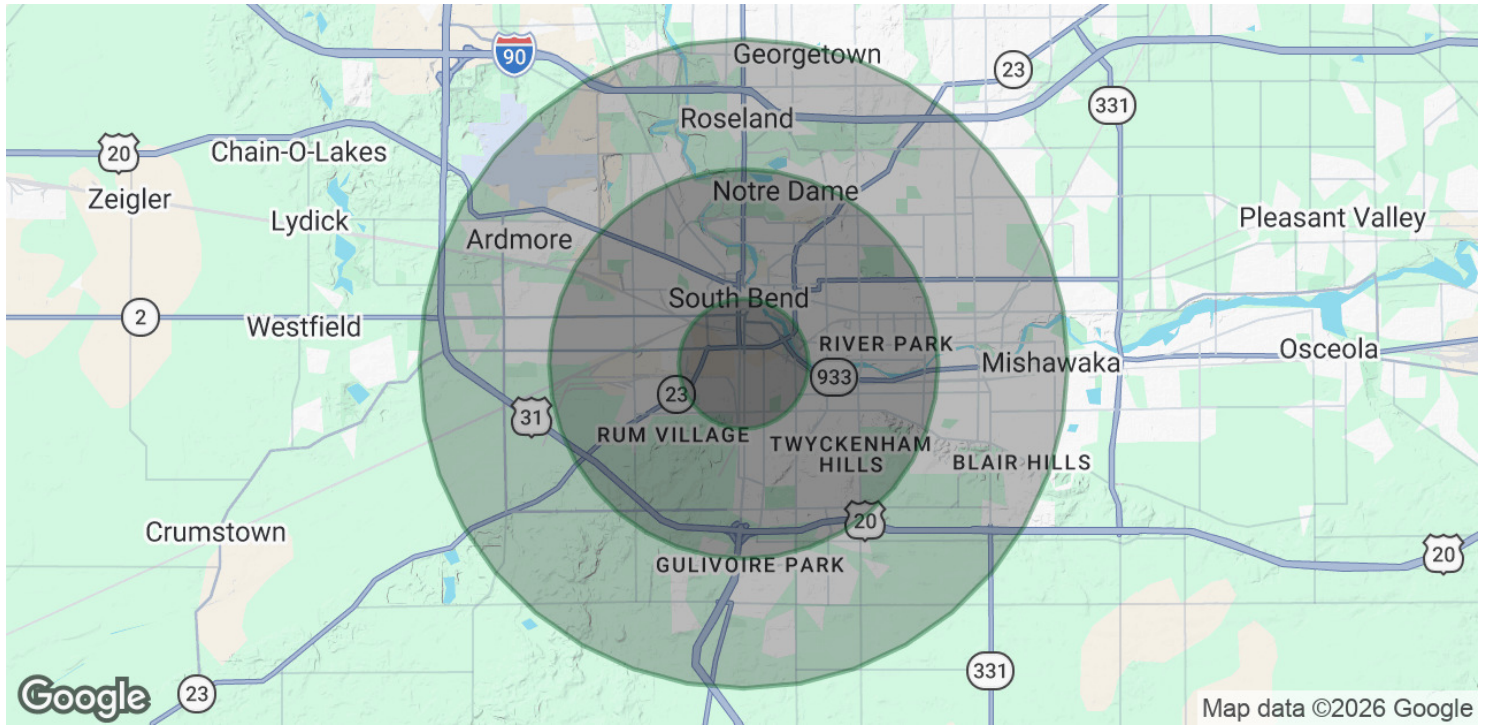 Georgetown
90
23
331
Roseland
20
Chain-O-Lakes
Zeigler
Notre Dame
Lydick
Ardmore
Pleasant Valley
South Bend
2
Westfield
RIVER PARK
Mishawaka
Osceola
933
23
31
RUM VILLAGE
TWYCKENHAM
HILLS
BLAIR HILLS
Crumstown
20
20
GULIVOIRE PARK
331
23
Google
Map data ©2026 Google